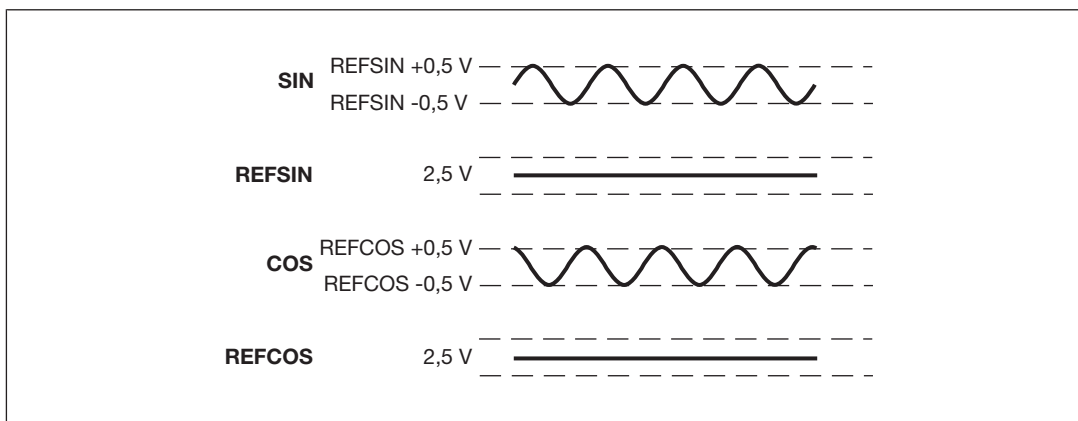 REFSIN +0,5 V
SIN
REFSIN -0,5 V
REFSIN 2,5 V
REFCOS +0,5 V
COS
REFCOS -0,5 V
REFCOS 2,5 V